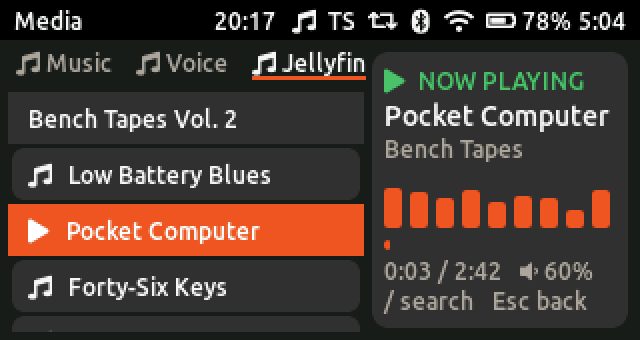 Media 20:17 TS 78% 5:04
Music Voice Jellyfin
Bench Tapes Vol. 2
Low Battery Blues
Pocket Computer
Forty-Six Keys
NOW PLAYING
Pocket Computer
Bench Tapes
0:03 / 2:42 60%
/ search Esc back